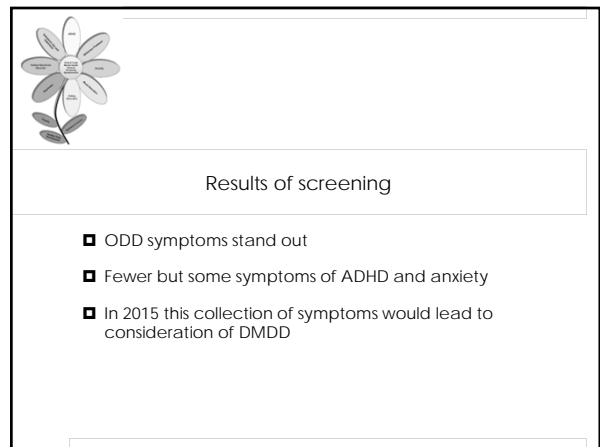 Results of screening
ODD symptoms stand out
Fewer but some symptoms of ADHD and anxiety
In 2015 this collection of symptoms would lead to
consideration of DMDD